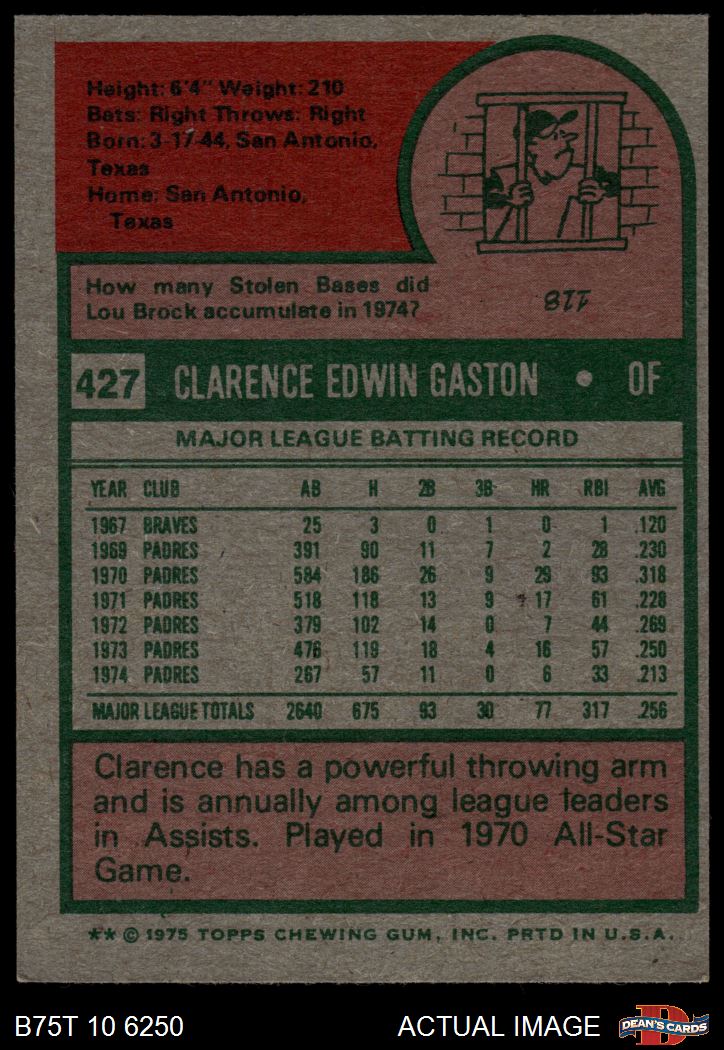 Height: 6'4" Weight: 210
Bats: Right Throws: Right
Born: 3-17-44, San Antonio,
Texas
Home: San Antonio,
Texas
How many Stolen Bases did
Lou Brock accumulate in 1974?
118
427 CLARENCE EDWIN GASTON • OF
MAJOR LEAGUE BATTING RECORD
YEAR CLUB AB H 2B 3B HR RBI AVG
1967 BRAVES 25 3 0 1 0 1 .120
1969 PADRES 391 90 11 7 2 28 .230
1970 PADRES 584 186 26 9 29 93 .318
1971 PADRES 518 118 13 9 17 61 .228
1972 PADRES 379 102 14 0 7 44 .269
1973 PADRES 476 119 18 4 16 57 .250
1974 PADRES 267 57 11 0 6 33 .213
MAJOR LEAGUE TOTALS 2640 675 93 30 77 317 .256
Clarence has a powerful throwing arm
and is annually among league leaders
in Assists. Played in 1970 All-Star
Game.
** © 1975 TOPPS CHEWING GUM, INC. PRTD IN U.S.A.
B75T 10 6250 ACTUAL IMAGE D DEAN'S CARDS